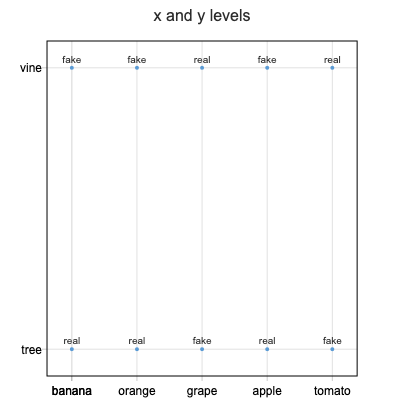 x and y levels
vine
fake fake real fake real
tree
real real fake real fake
banana orange grape apple tomato